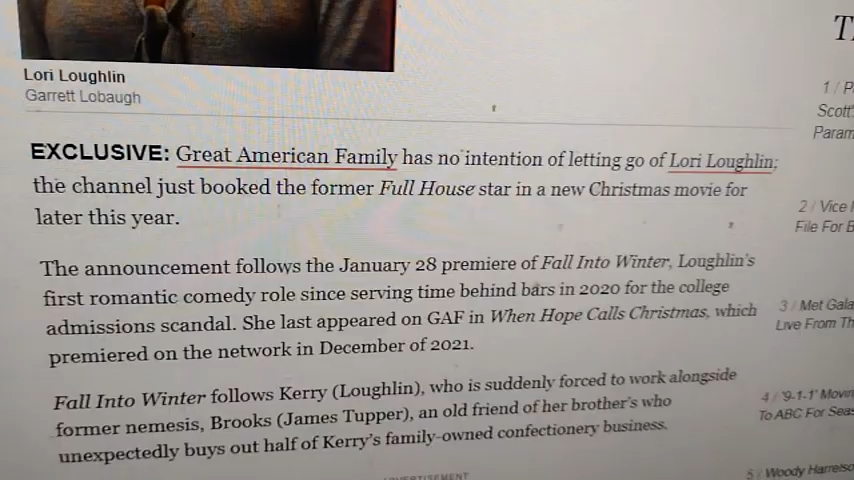 Lori Loughlin
Garrett Lobaugh
EXCLUSIVE: Great American Family has no intention of letting go of Lori Loughlin;
the channel just booked the former Full House star in a new Christmas movie for
later this year.
The announcement follows the January 28 premiere of Fall Into Winter, Loughlin's
first romantic comedy role since serving time behind bars in 2020 for the college
admissions scandal. She last appeared on GAF in When Hope Calls Christmas, which
premiered on the network in December of 2021.
Fall Into Winter follows Kerry (Loughlin), who is suddenly forced to work alongside
former nemesis, Brooks (James Tupper), an old friend of her brother's who
unexpectedly buys out half of Kerry's family-owned confectionery business.
ADVERTISEMENT
1 / P
Scott'
Param
2 / Vice
File For B
3 / Met Gala
Live From Th
4 / '9-1-1' Movin
To ABC For Seas
5 / Woody Harrelso